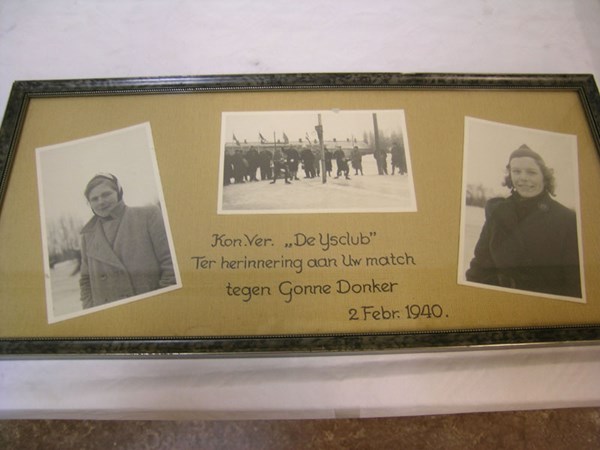 Kon. Ver. „De Ysclub”
Ter herinnering aan Uw match
tegen Gonne Donker
2 Febr. 1940.